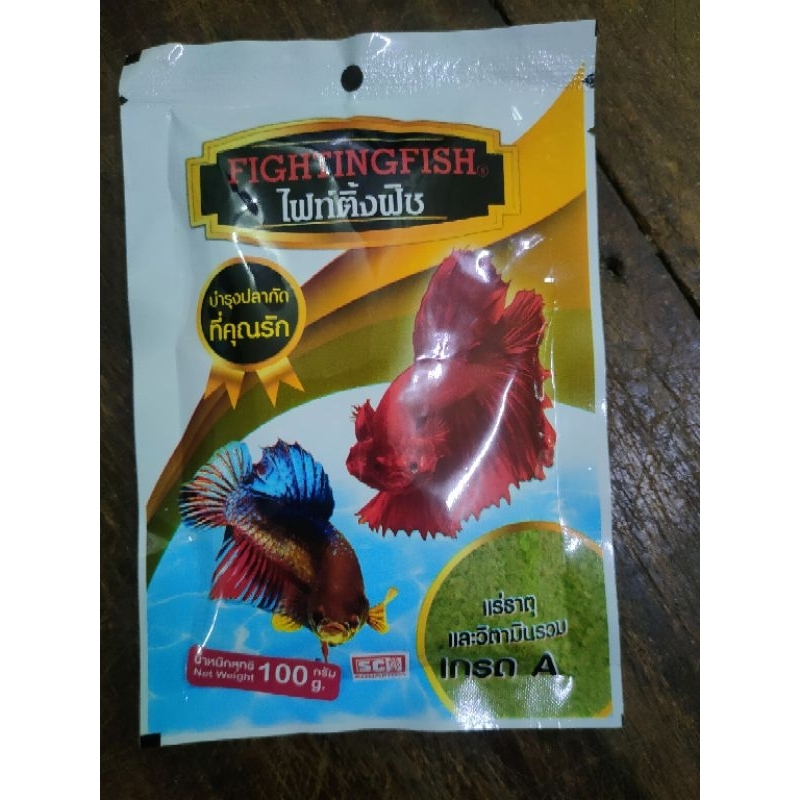 FIGHTINGFISH®
ไฟท์ติ้งฟิช
บำรุงปลากัด
ที่คุณรัก
แร่ธาตุ
และวิตามินรวม
เกรด A
น้ำหนักสุทธิ 100 กรัม
Net Weight g.
SCW